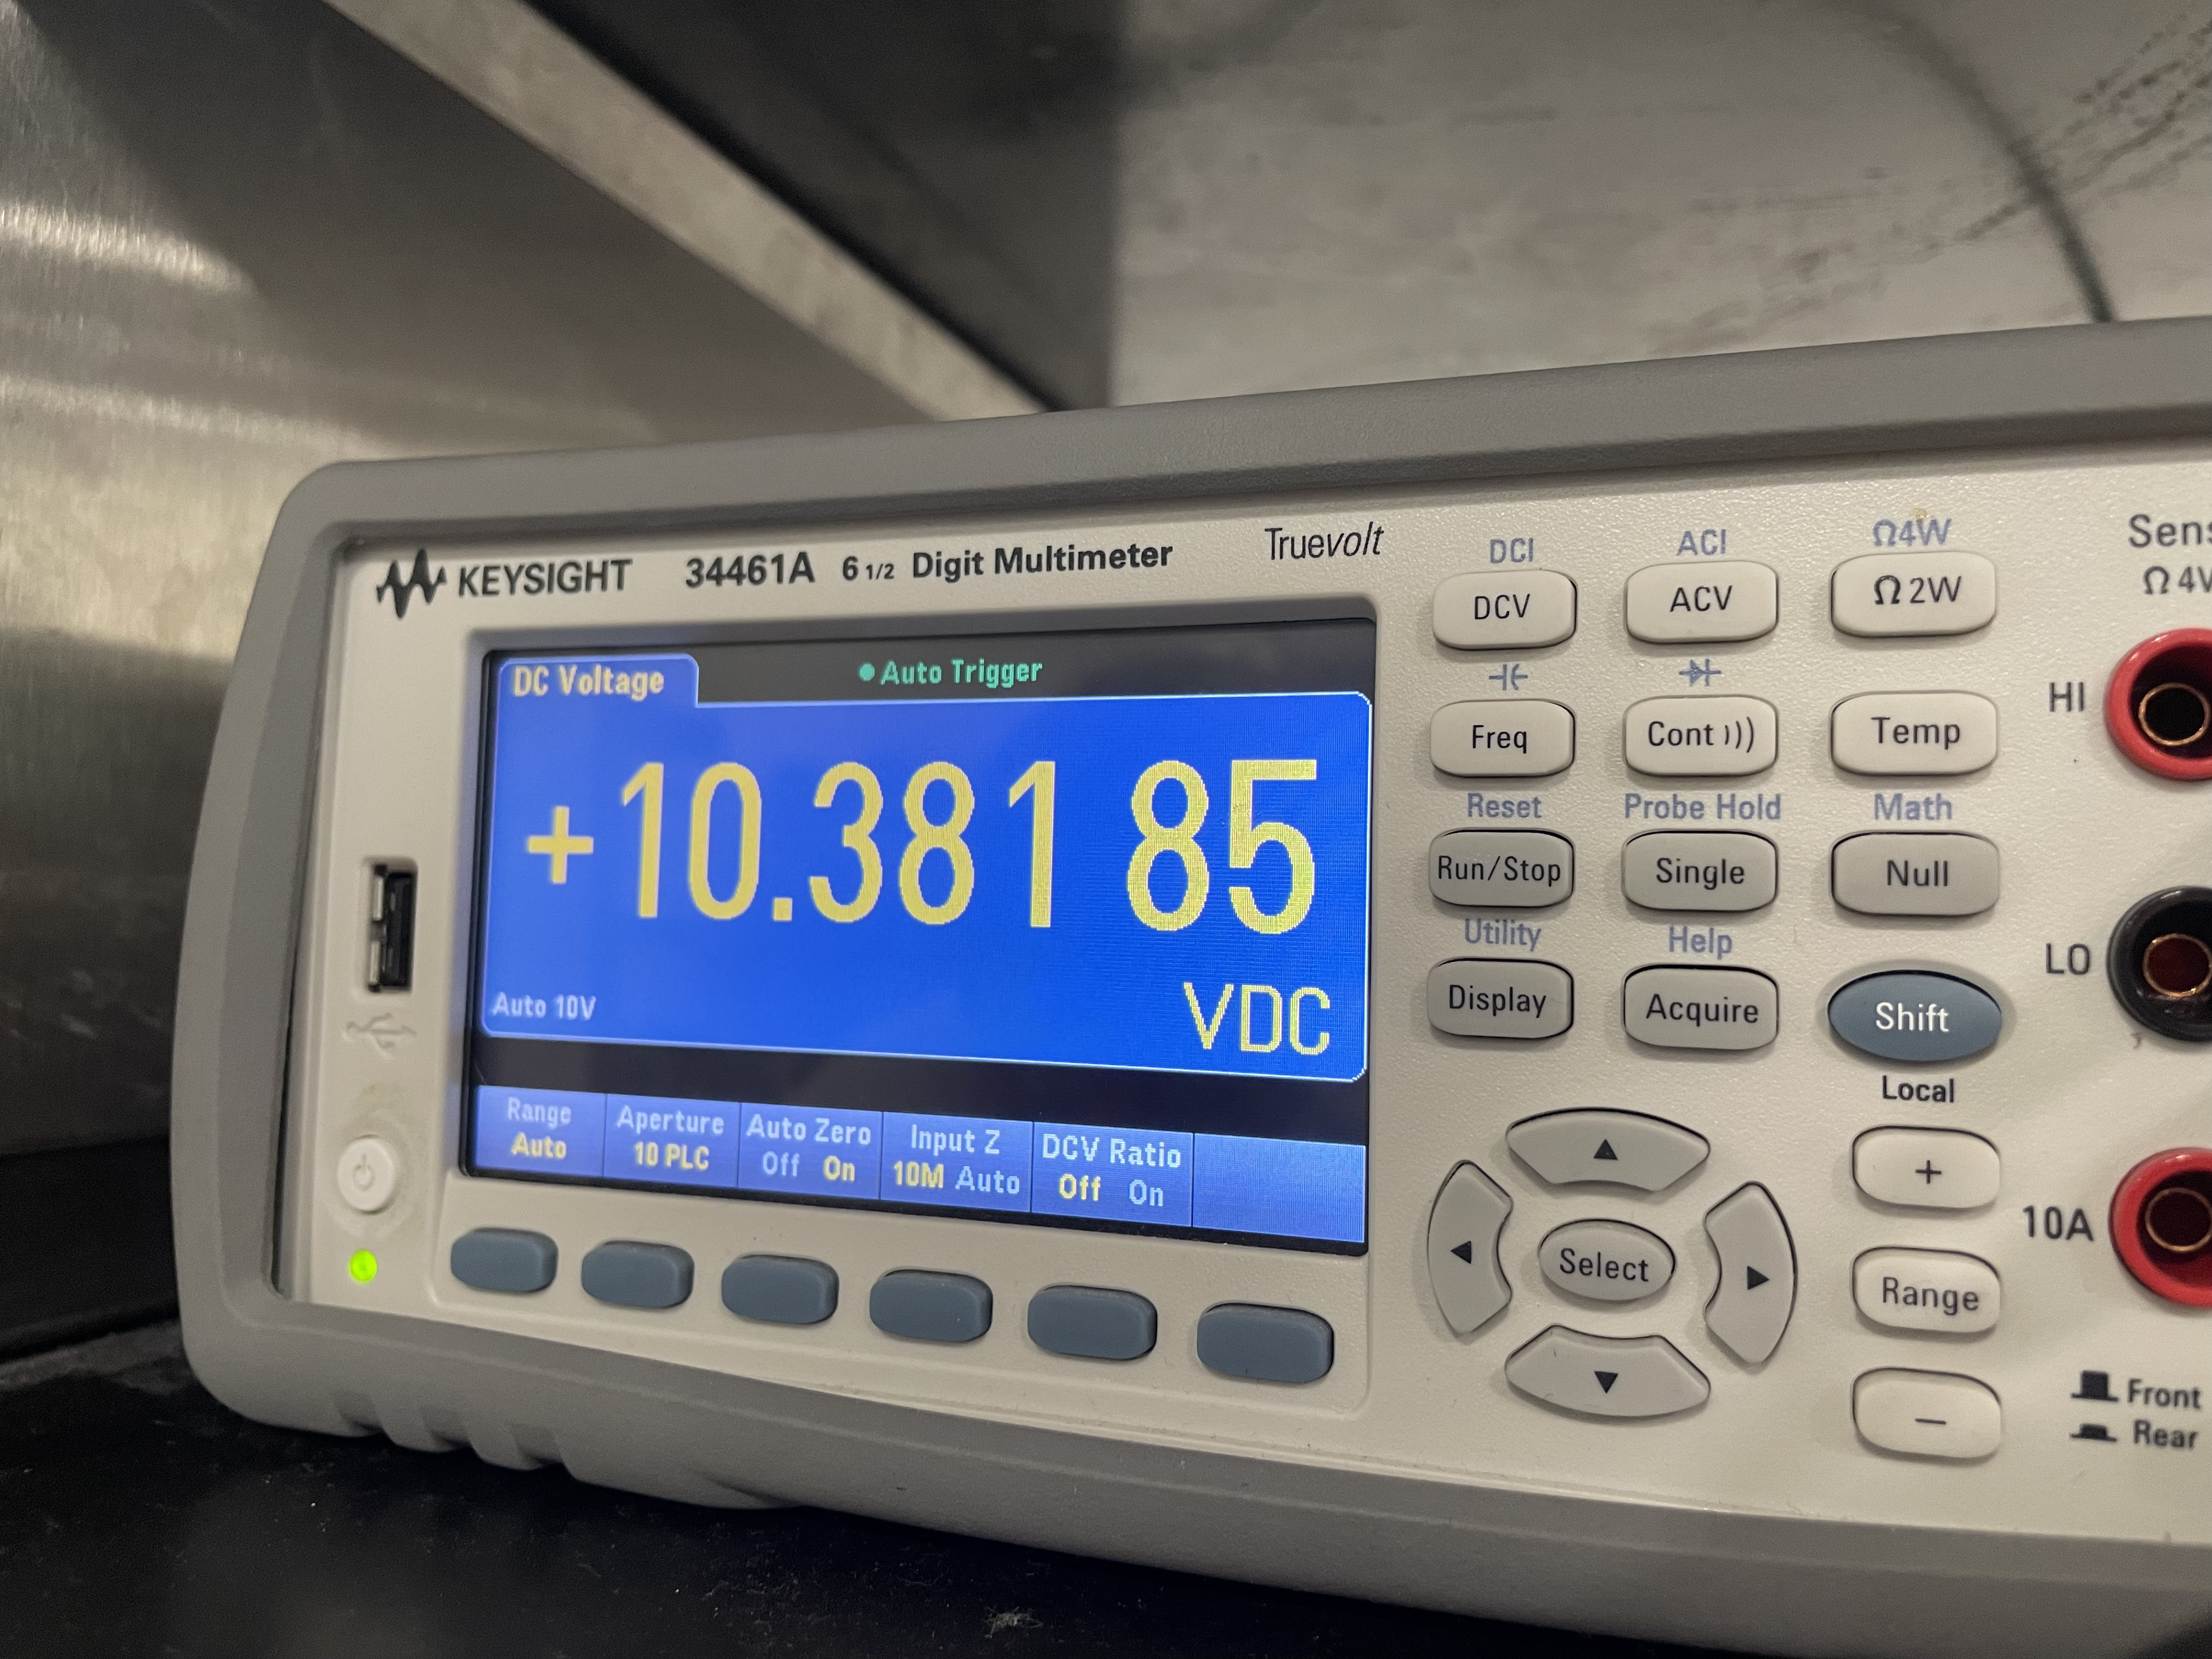 KEYSIGHT 34461A 6 1/2 Digit Multimeter Truevolt
DC Voltage
Auto Trigger
+10.381 85
Auto 10V
VDC
Range
Auto
Aperture
10 PLC
Auto Zero
Off On
Input Z
10M Auto
DCV Ratio
Off On
DCI ACI Ω4W
DCV ACV Ω 2W
Freq Cont ))) Temp
Reset Probe Hold Math
Run/Stop Single Null
Utility Help
Display Acquire Shift
Local
+
Select
Range
−
Sens
Ω 4W
HI
LO
10A
Front
Rear